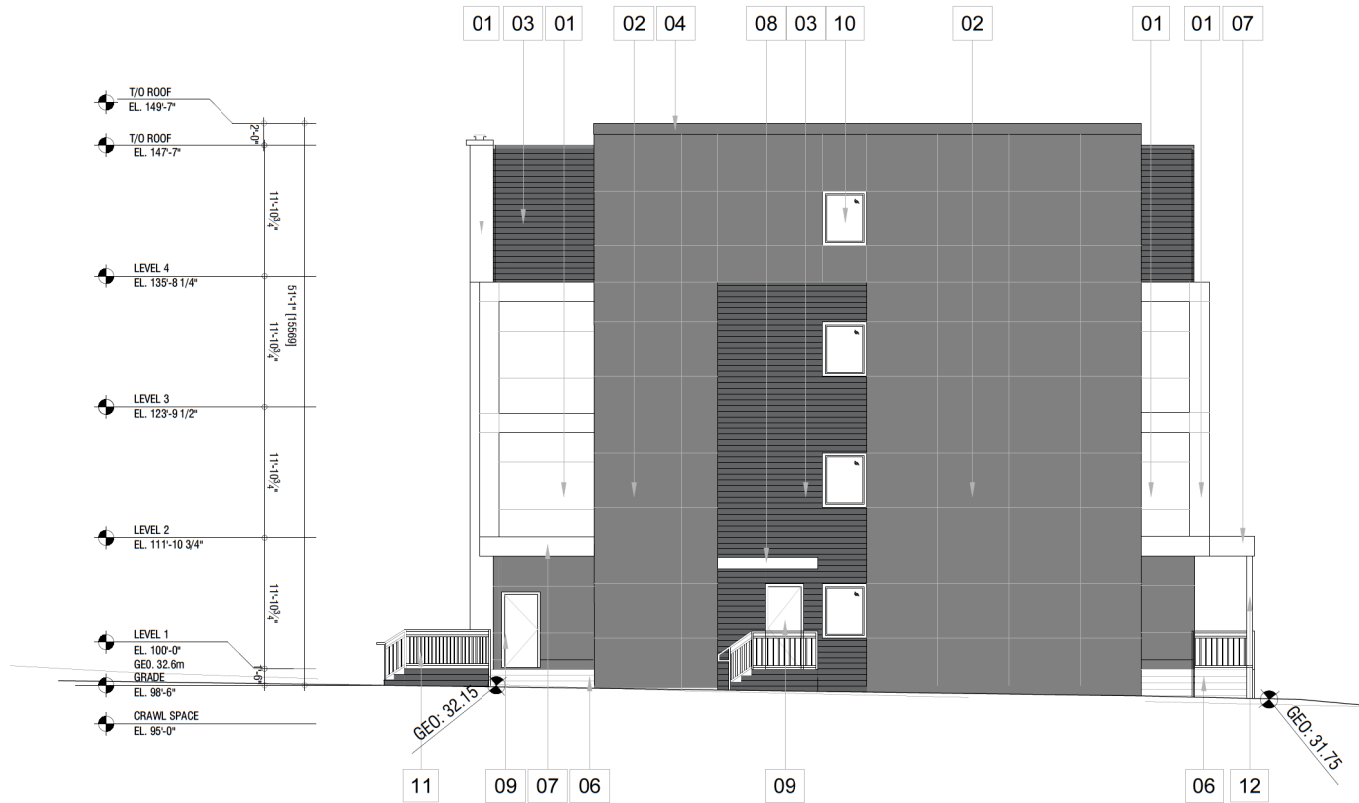 01 03 01 02 04 08 03 10 02 01 01 07
T/O ROOF
EL. 149'-7"
2'-0"
T/O ROOF
EL. 147'-7"
11'-10¾"
LEVEL 4
EL. 135'-8 1/4"
51'-1" [15569]
11'-10¾"
LEVEL 3
EL. 123'-9 1/2"
11'-10¾"
LEVEL 2
EL. 111'-10 3/4"
11'-10¾"
LEVEL 1
EL. 100'-0"
GEO. 32.6m
1'-6"
GRADE
EL. 98'-6"
CRAWL SPACE
EL. 95'-0"
GEO: 32.15
GEO: 31.75
11 09 07 06 09 06 12